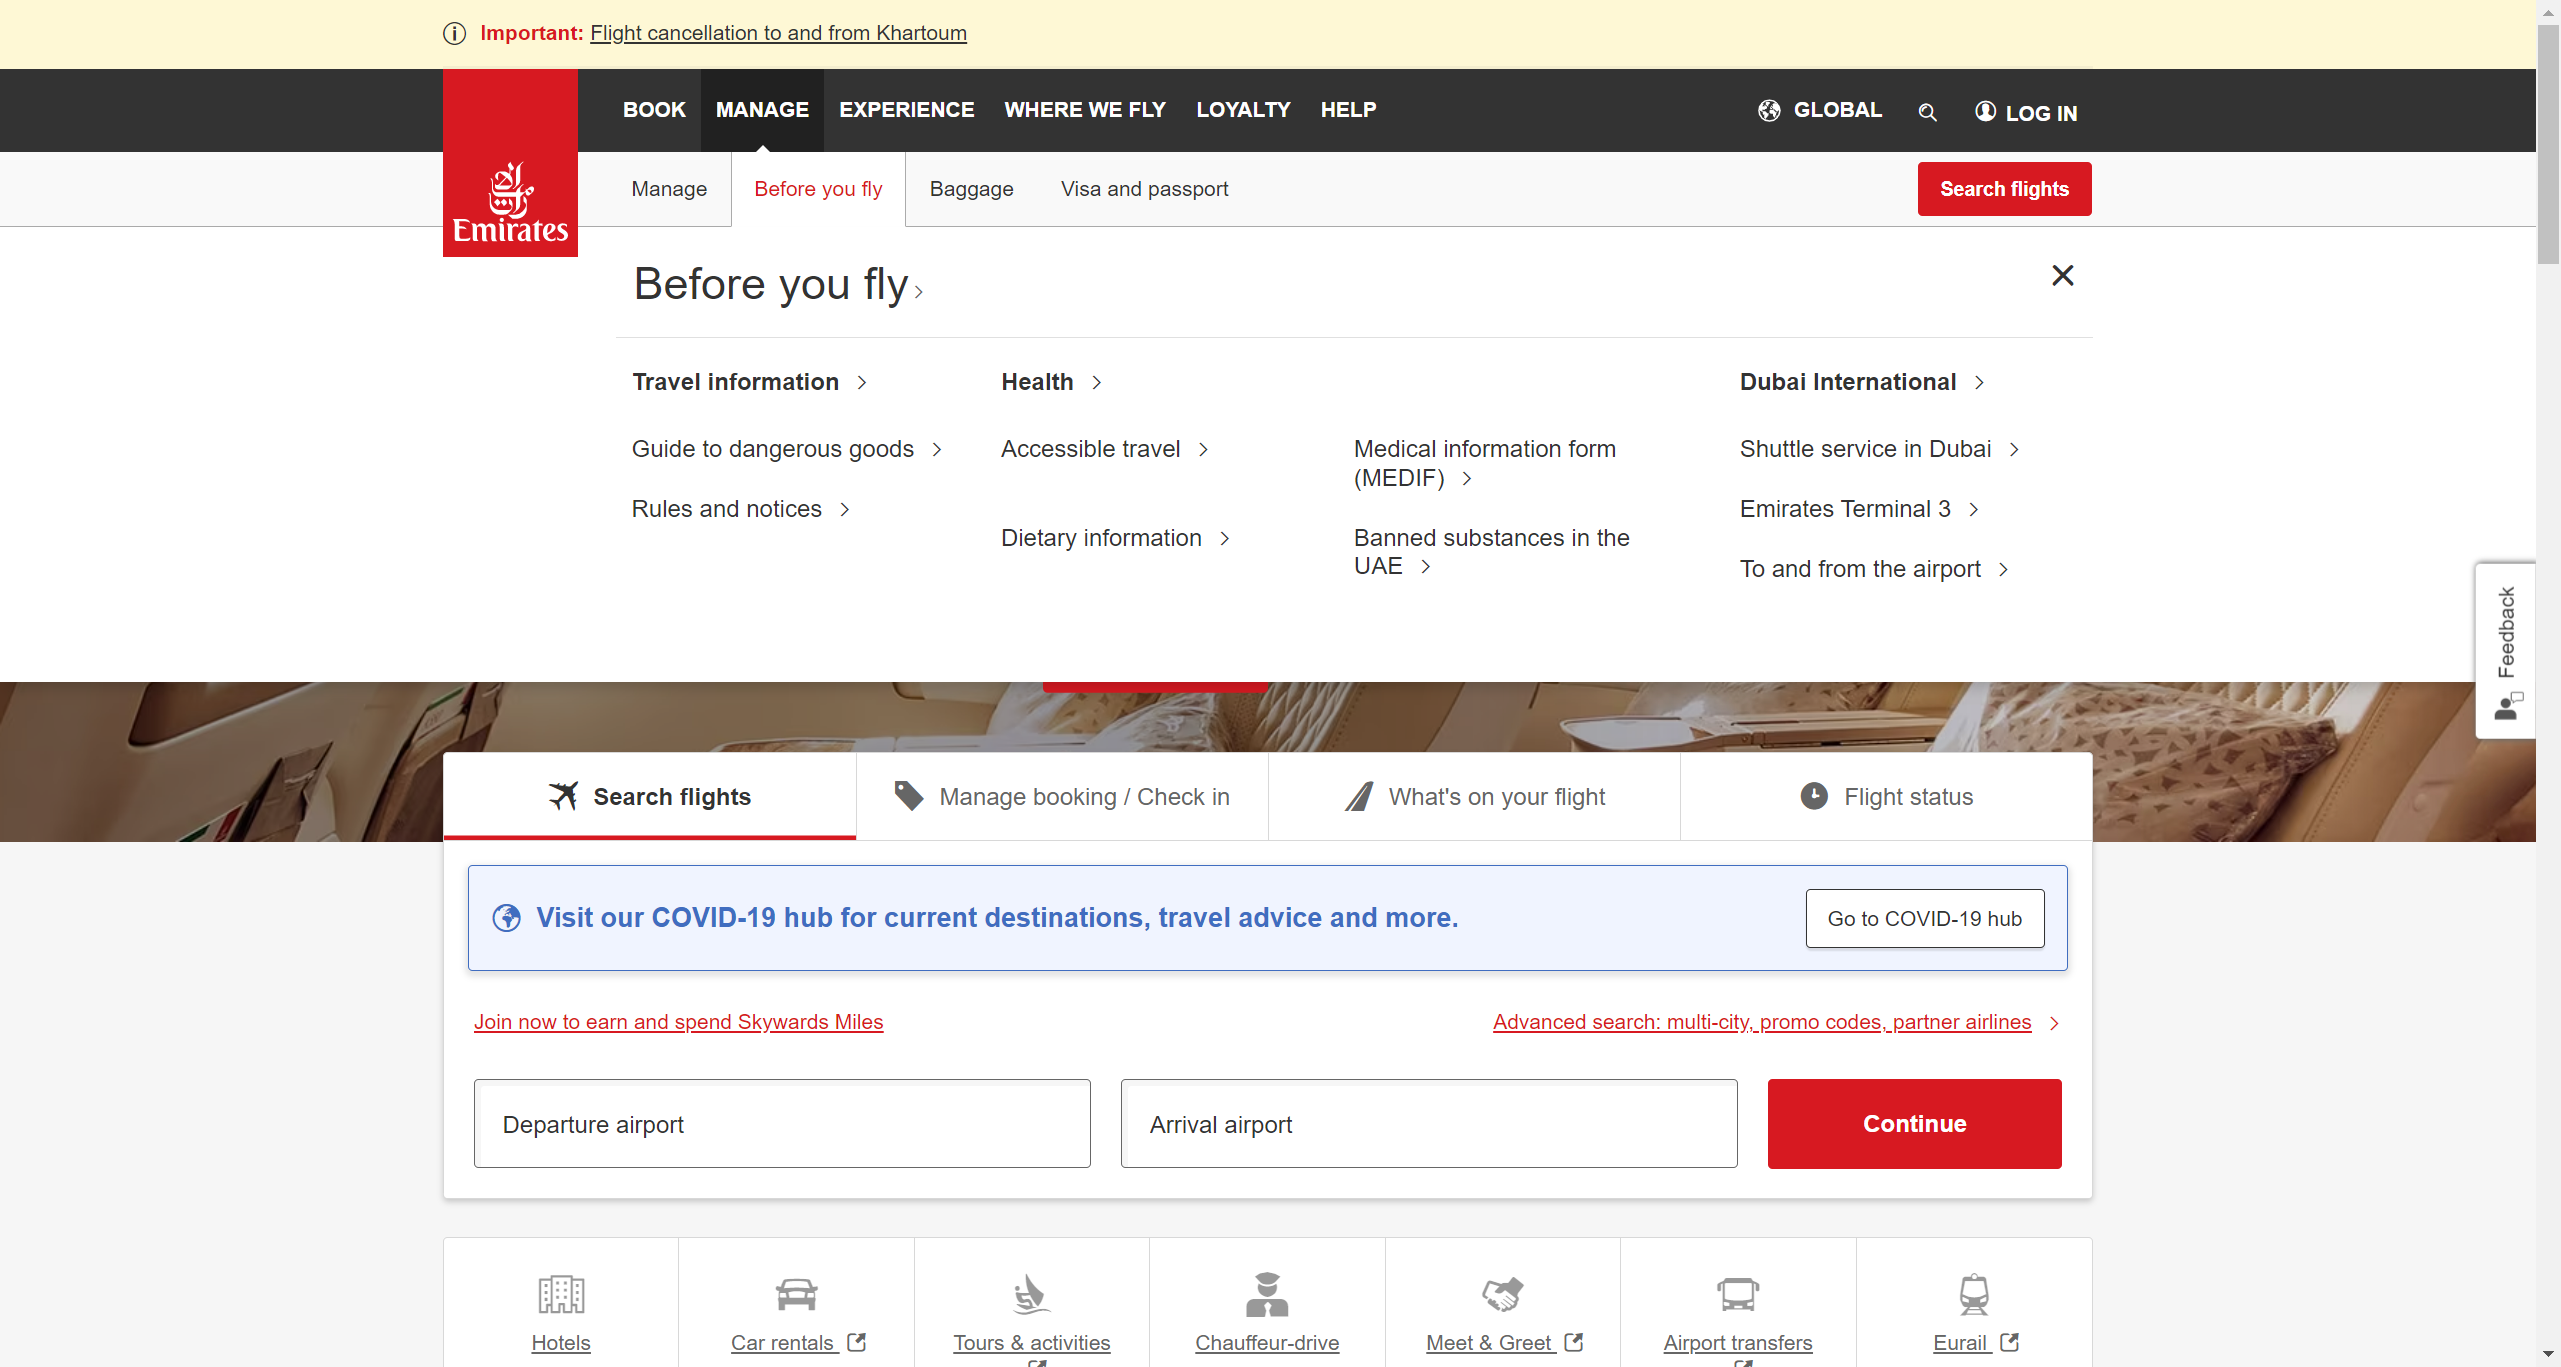 Important: Flight cancellation to and from Khartoum
BOOK MANAGE EXPERIENCE WHERE WE FLY LOYALTY HELP GLOBAL LOG IN
Emirates
Manage Before you fly Baggage Visa and passport Search flights
Before you fly
Travel information Health Dubai International
Guide to dangerous goods Accessible travel Medical information form (MEDIF) Shuttle service in Dubai
Rules and notices Emirates Terminal 3
Dietary information Banned substances in the UAE To and from the airport
Feedback
Search flights Manage booking / Check in What's on your flight Flight status
Visit our COVID-19 hub for current destinations, travel advice and more. Go to COVID-19 hub
Join now to earn and spend Skywards Miles Advanced search: multi-city, promo codes, partner airlines
Departure airport Arrival airport Continue
Hotels Car rentals Tours & activities Chauffeur-drive Meet & Greet Airport transfers Eurail